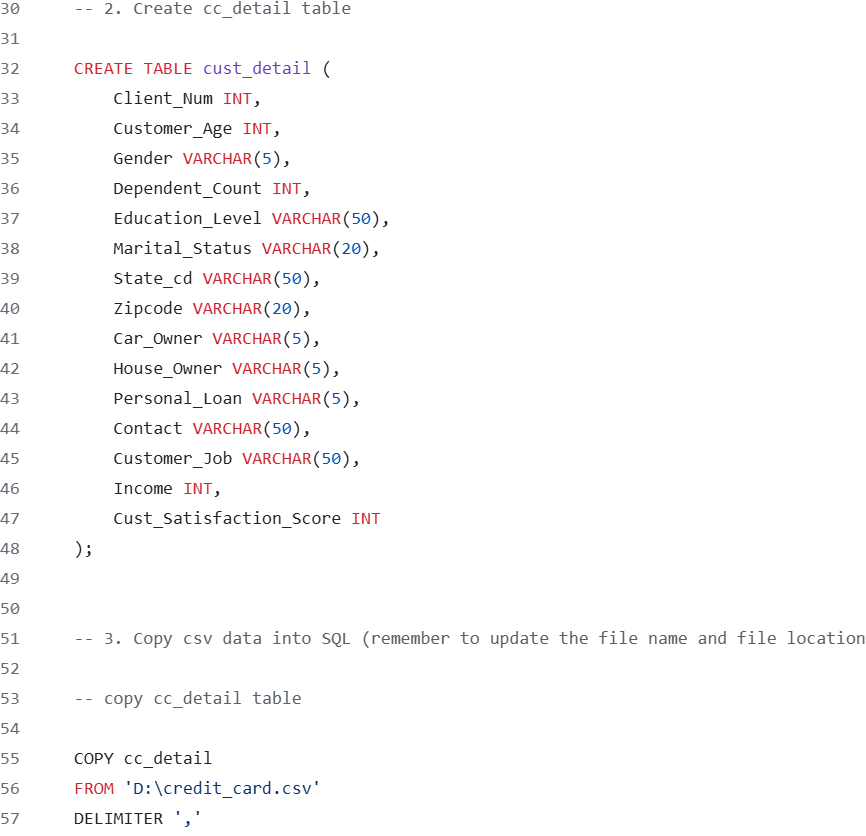 30 -- 2. Create cc_detail table
31
32 CREATE TABLE cust_detail (
33 Client_Num INT,
34 Customer_Age INT,
35 Gender VARCHAR(5),
36 Dependent_Count INT,
37 Education_Level VARCHAR(50),
38 Marital_Status VARCHAR(20),
39 State_cd VARCHAR(50),
40 Zipcode VARCHAR(20),
41 Car_Owner VARCHAR(5),
42 House_Owner VARCHAR(5),
43 Personal_Loan VARCHAR(5),
44 Contact VARCHAR(50),
45 Customer_Job VARCHAR(50),
46 Income INT,
47 Cust_Satisfaction_Score INT
48 );
49
50
51 -- 3. Copy csv data into SQL (remember to update the file name and file location
52
53 -- copy cc_detail table
54
55 COPY cc_detail
56 FROM 'D:\credit_card.csv'
57 DELIMITER ','